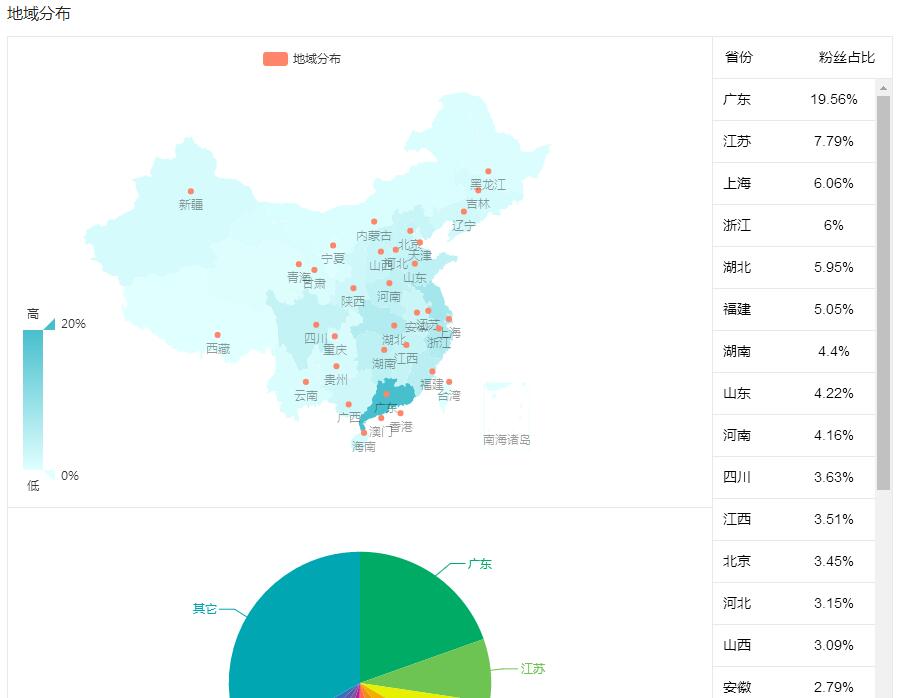 地域分布
地域分布
黑龙江
新疆
吉林
辽宁
内蒙古
北京
天津
宁夏
山西
河北
青海
甘肃
山东
陕西
河南
四川
重庆
湖北
安徽
江苏
上海
浙江
西藏
湖南
江西
贵州
云南
福建
台湾
广东
广西
澳门
香港
海南
南海诸岛
高
20%
0%
低
广东
其它
江苏
省份 粉丝占比
广东 19.56%
江苏 7.79%
上海 6.06%
浙江 6%
湖北 5.95%
福建 5.05%
湖南 4.4%
山东 4.22%
河南 4.16%
四川 3.63%
江西 3.51%
北京 3.45%
河北 3.15%
山西 3.09%
安徽 2.79%